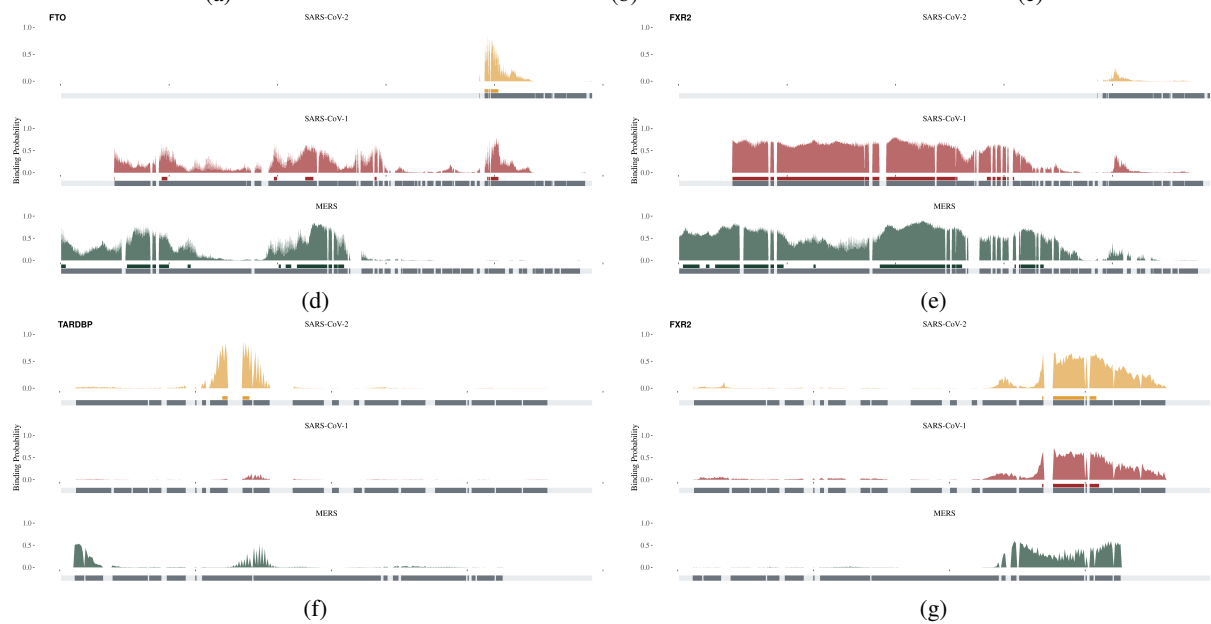 FTO
SARS-CoV-2
1.0-
0.5-
0.0-
SARS-CoV-1
Binding Probability
1.0-
0.5-
0.0-
MERS
1.0-
0.5-
0.0-
(d)
FXR2
SARS-CoV-2
1.0-
0.5-
0.0-
SARS-CoV-1
Binding Probability
1.0-
0.5-
0.0-
MERS
1.0-
0.5-
0.0-
(e)
TARDBP
SARS-CoV-2
1.0-
0.5-
0.0-
SARS-CoV-1
Binding Probability
1.0-
0.5-
0.0-
MERS
1.0-
0.5-
0.0-
(f)
FXR2
SARS-CoV-2
1.0-
0.5-
0.0-
SARS-CoV-1
Binding Probability
1.0-
0.5-
0.0-
MERS
1.0-
0.5-
0.0-
(g)